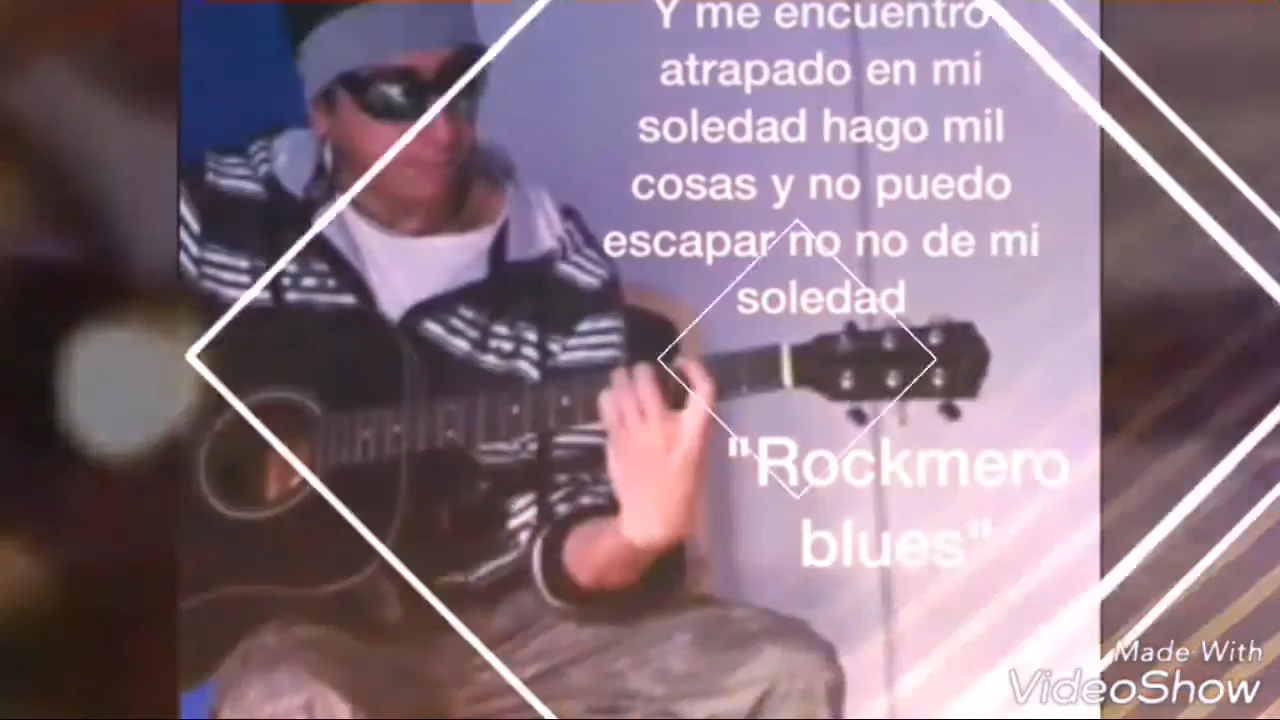 Y me encuentro
atrapado en mi
soledad hago mil
cosas y no puedo
escapar no no de mi
soledad
"Rockmero
blues"
Made With
VideoShow